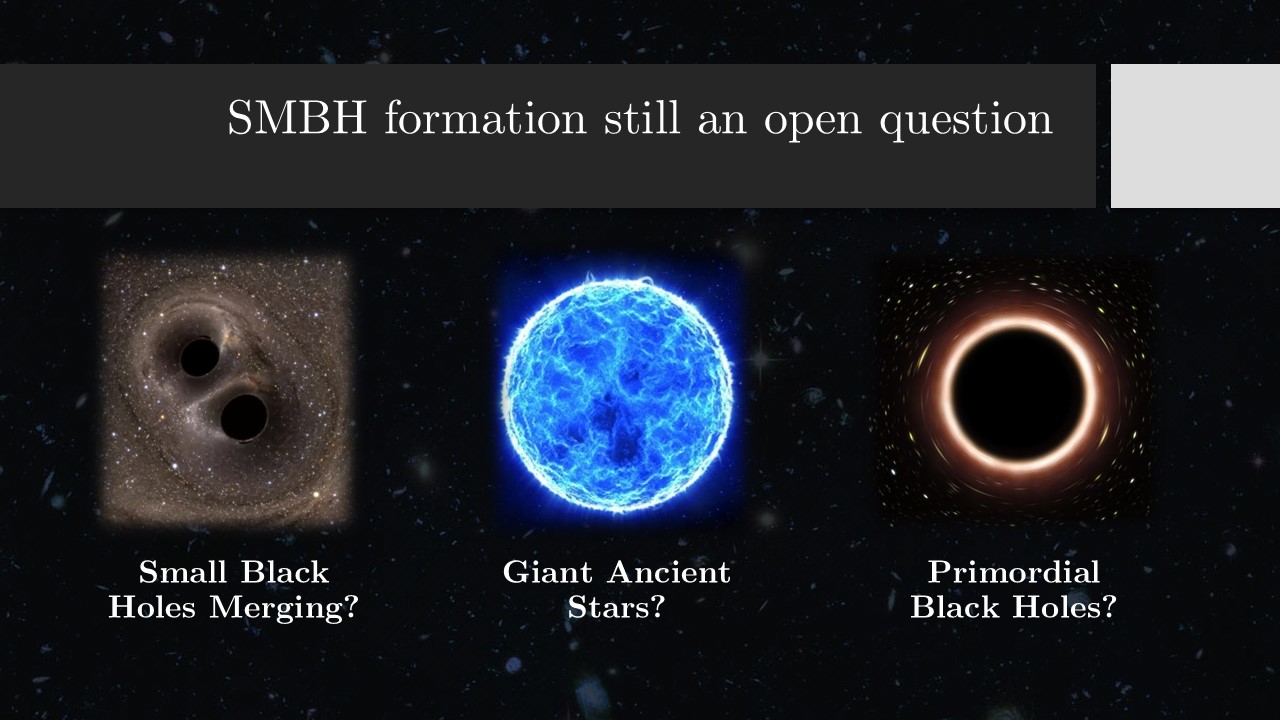 SMBH formation still an open question
Small Black
Holes Merging?
Giant Ancient
Stars?
Primordial
Black Holes?